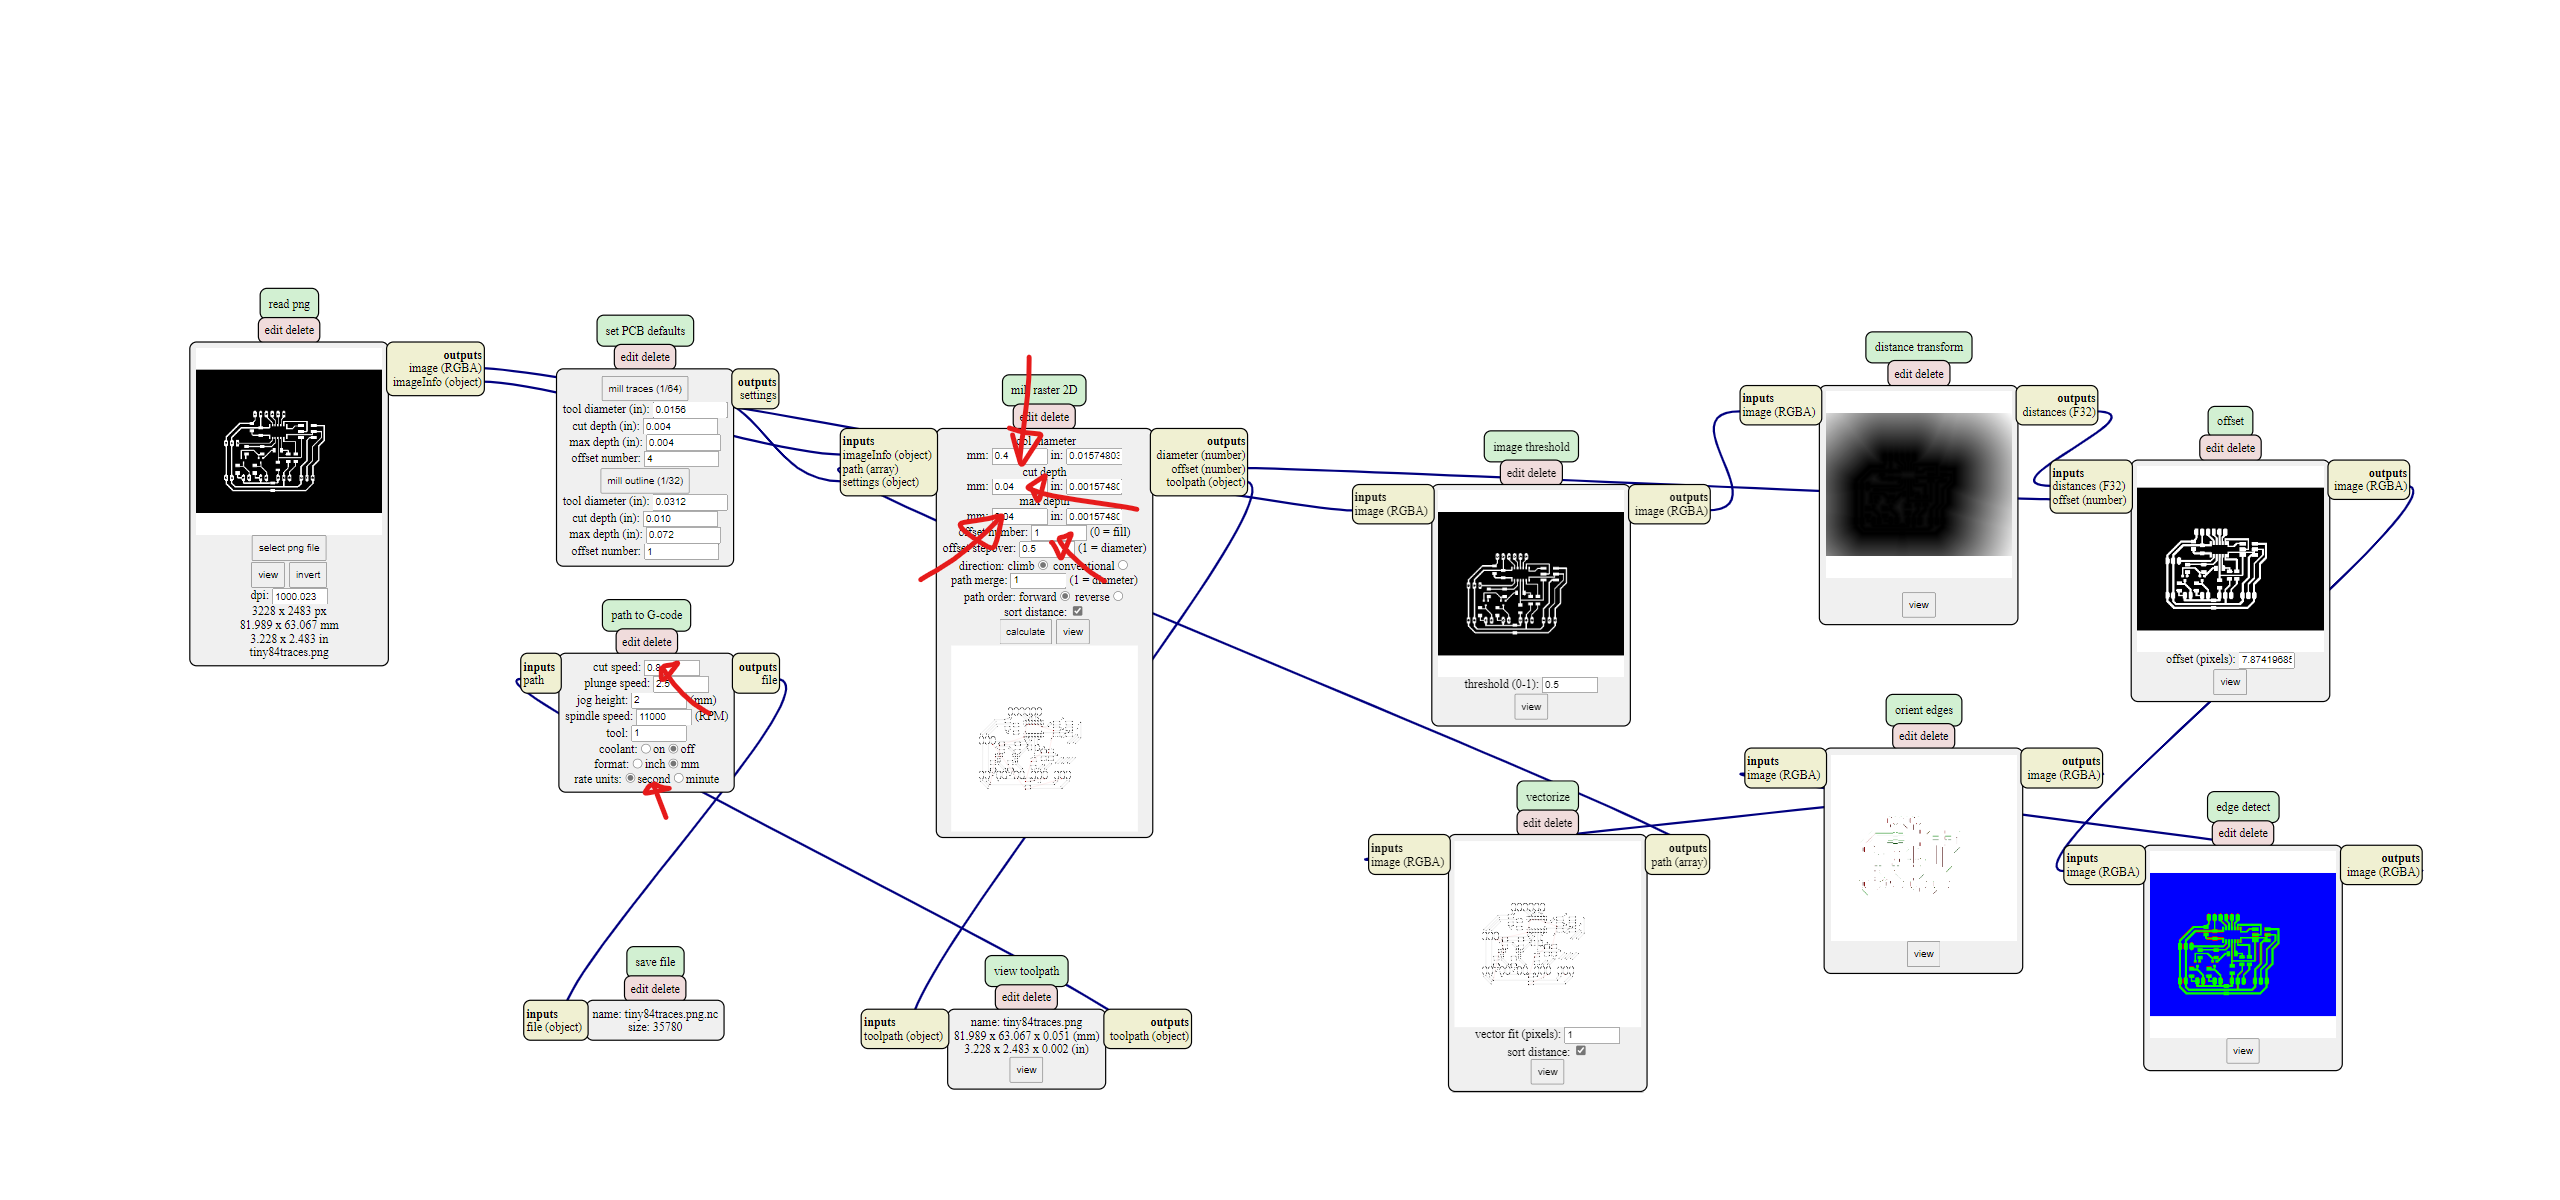 read png
edit delete
outputs
image (RGBA)
imageInfo (object)
select png file
view invert
dpi: 1000.023
3228 x 2483 px
81.989 x 63.067 mm
3.228 x 2.483 in
tiny84traces.png
set PCB defaults
edit delete
mill traces (1/64)
tool diameter (in): 0.0156
cut depth (in): 0.004
max depth (in): 0.004
offset number: 4
mill outline (1/32)
tool diameter (in): 0.0312
cut depth (in): 0.010
max depth (in): 0.072
offset number: 1
outputs
settings
path to G-code
edit delete
inputs
path
cut speed:
plunge speed: 2.5
jog height: 2 (mm)
spindle speed: 11000 (RPM)
tool: 1
coolant: on off
format: inch mm
rate units: second minute
outputs
file
save file
edit delete
inputs
file (object)
name: tiny84traces.png.nc
size: 35780
mill raster 2D
edit delete
inputs
imageInfo (object)
path (array)
settings (object)
mm: 0.4 in: 0.0157480
cut depth
mm: 0.04 in: 0.0015748
max depth
mm: in: 0.0015748
offset number: 1 (0 = fill)
offset stepover: 0.5 (1 = diameter)
direction: climb conventional
path merge: 1 (1 = diameter)
path order: forward reverse
sort distance:
calculate view
outputs
diameter (number)
offset (number)
toolpath (object)
view toolpath
edit delete
inputs
toolpath (object)
name: tiny84traces.png
81.989 x 63.067 x 0.051 (mm)
3.228 x 2.483 x 0.002 (in)
view
outputs
toolpath (object)
image threshold
edit delete
inputs
image (RGBA)
threshold (0-1): 0.5
view
outputs
image (RGBA)
distance transform
edit delete
inputs
image (RGBA)
view
outputs
distances (F32)
offset
edit delete
inputs
distances (F32)
offset (number)
offset (pixels): 7.8741968
view
outputs
image (RGBA)
vectorize
edit delete
inputs
image (RGBA)
vector fit (pixels): 1
sort distance:
view
outputs
path (array)
orient edges
edit delete
inputs
image (RGBA)
view
outputs
image (RGBA)
edge detect
edit delete
inputs
image (RGBA)
view
outputs
image (RGBA)